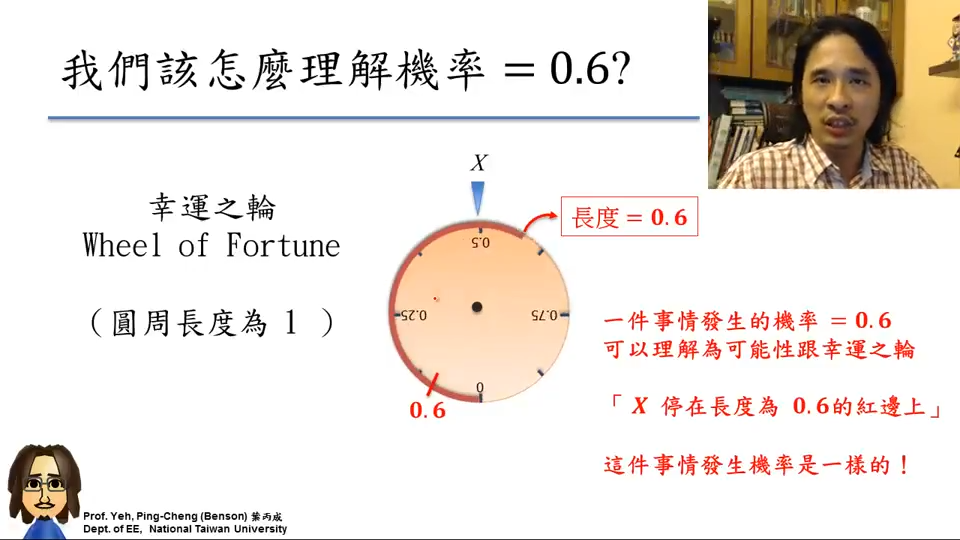 我們該怎麼理解機率 = 0.6?
幸運之輪
Wheel of Fortune
（圓周長度為 1 ）
X
長度 = 0.6
0.5
0.25
0.75
0
0.6
一件事情發生的機率 = 0.6
可以理解為可能性跟幸運之輪
「 X 停在長度為 0.6的紅邊上」
這件事情發生機率是一樣的！
Prof. Yeh, Ping-Cheng (Benson) 葉丙成
Dept. of EE, National Taiwan University